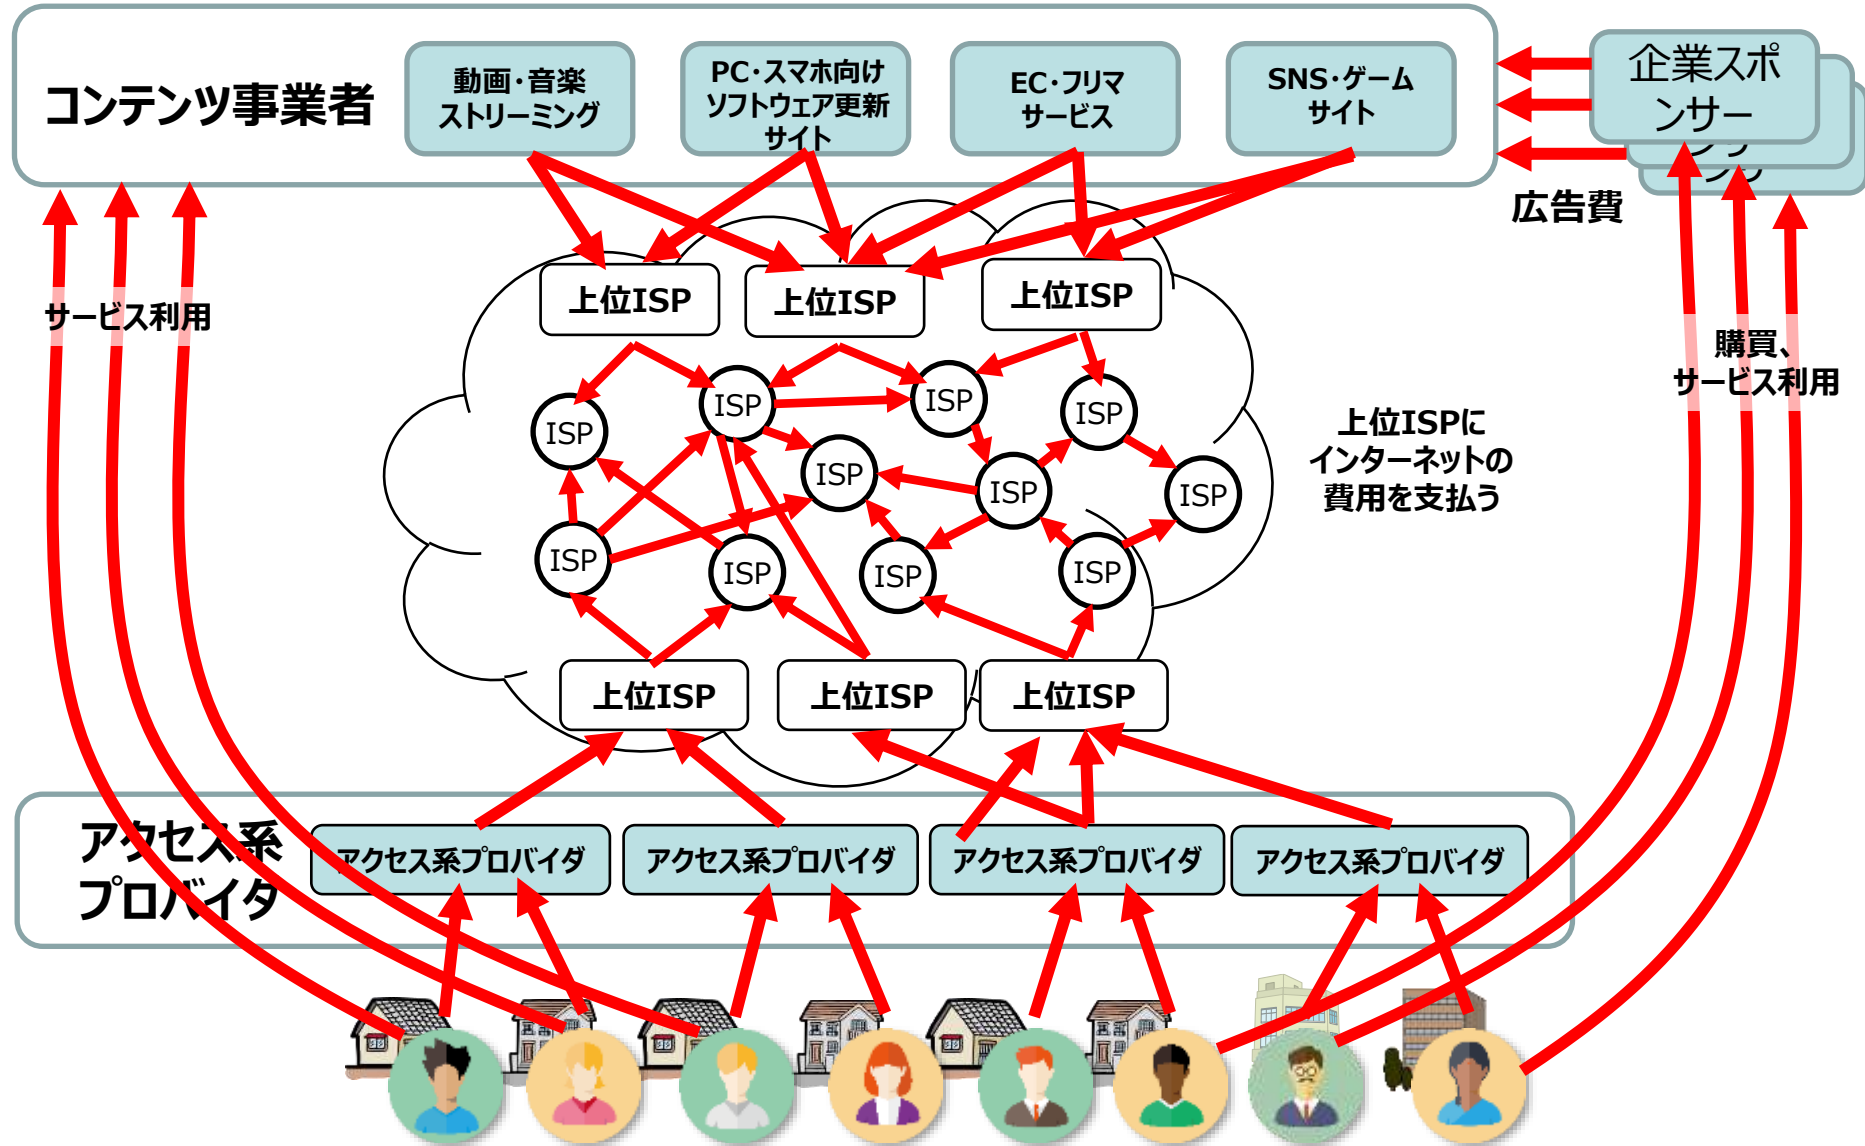 コンテンツ事業者
動画・音楽
ストリーミング
PC・スマホ向け
ソフトウェア更新
サイト
EC・フリマ
サービス
SNS・ゲーム
サイト
企業スポ
ンサー
ンサ
ンサ
広告費
サービス利用
上位ISP
上位ISP
上位ISP
購買、
サービス利用
ISP
ISP
ISP
ISP
ISP
ISP
ISP
ISP
ISP
ISP
ISP
上位ISPに
インターネットの
費用を支払う
上位ISP
上位ISP
上位ISP
アクセス系
プロバイダ
アクセス系プロバイダ
アクセス系プロバイダ
アクセス系プロバイダ
アクセス系プロバイダ